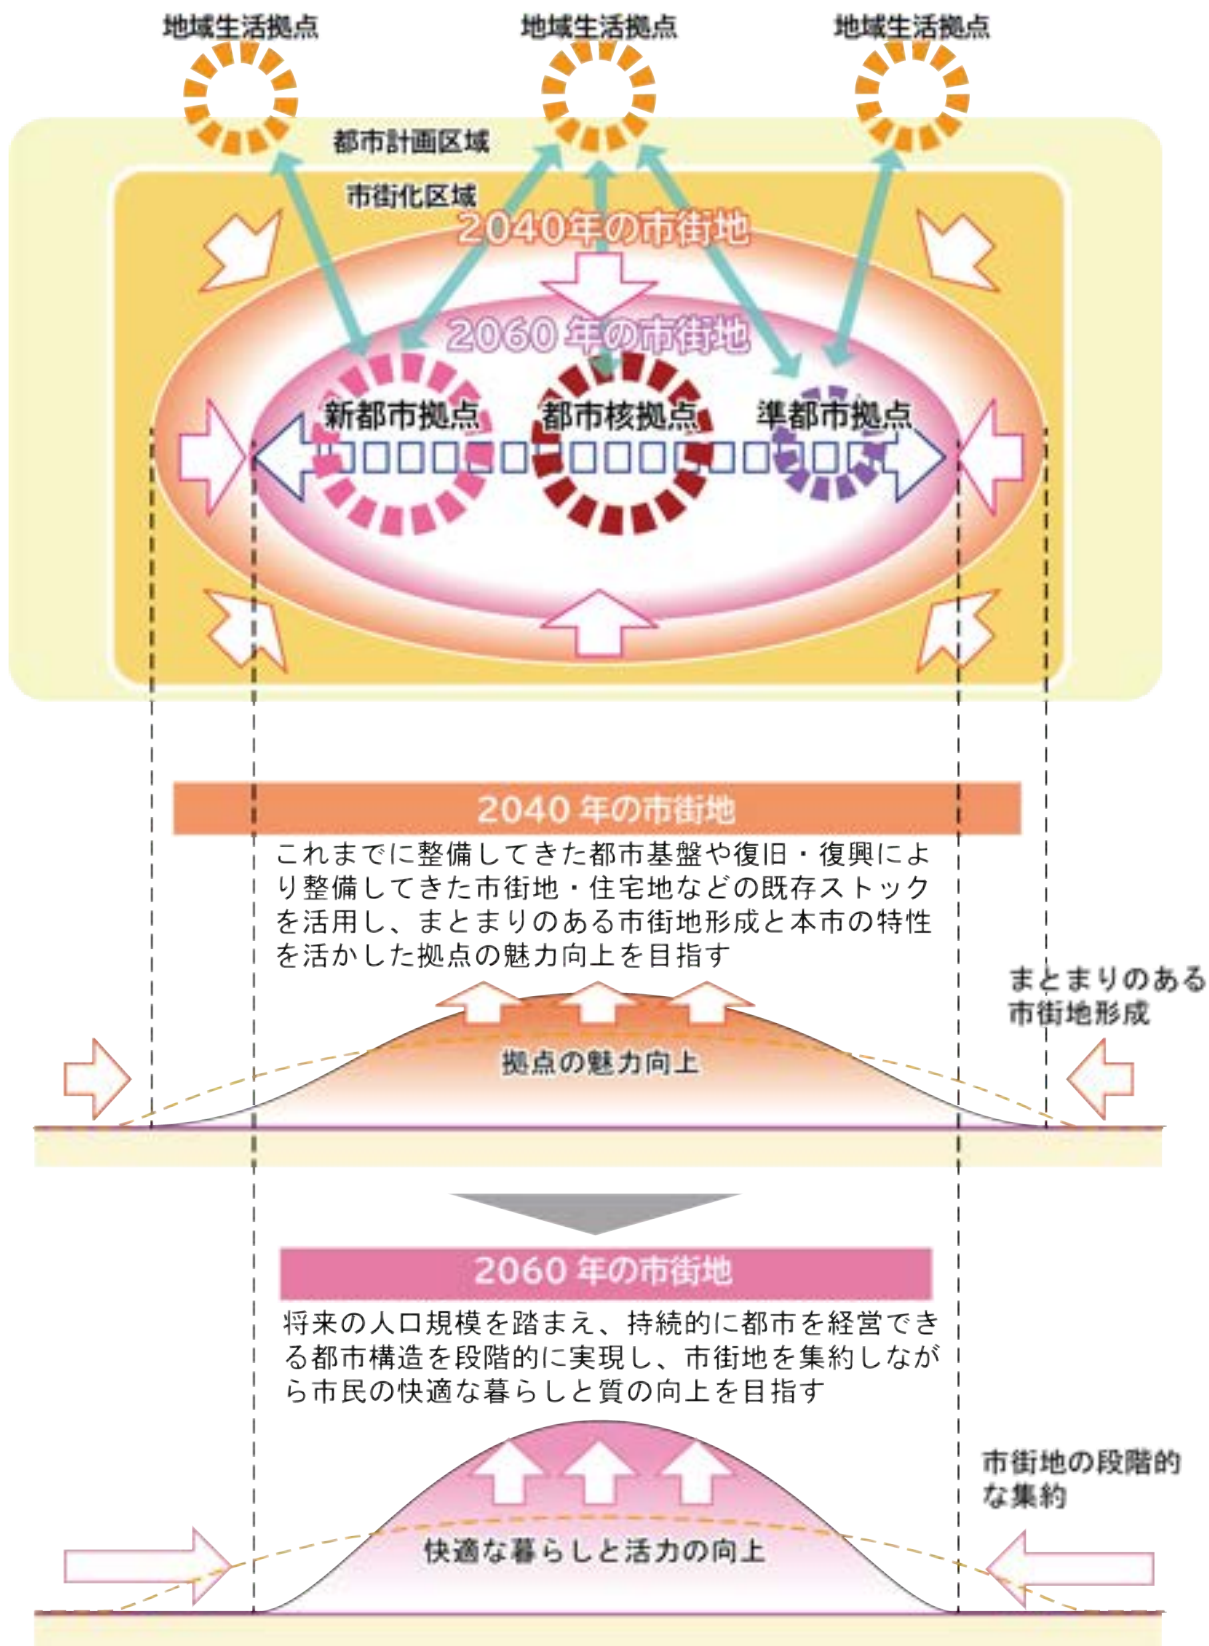 地域生活拠点
地域生活拠点
地域生活拠点
都市計画区域
市街化区域
2040年の市街地
2060 年の市街地
新都市拠点
都市核拠点
準都市拠点
2040 年の市街地
これまでに整備してきた都市基盤や復旧・復興によ
り整備してきた市街地・住宅地などの既存ストック
を活用し、まとまりのある市街地形成と本市の特性
を活かした拠点の魅力向上を目指す
まとまりのある
市街地形成
拠点の魅力向上
2060 年の市街地
将来の人口規模を踏まえ、持続的に都市を経営でき
る都市構造を段階的に実現し、市街地を集約しなが
ら市民の快適な暮らしと質の向上を目指す
市街地の段階的
な集約
快適な暮らしと活力の向上